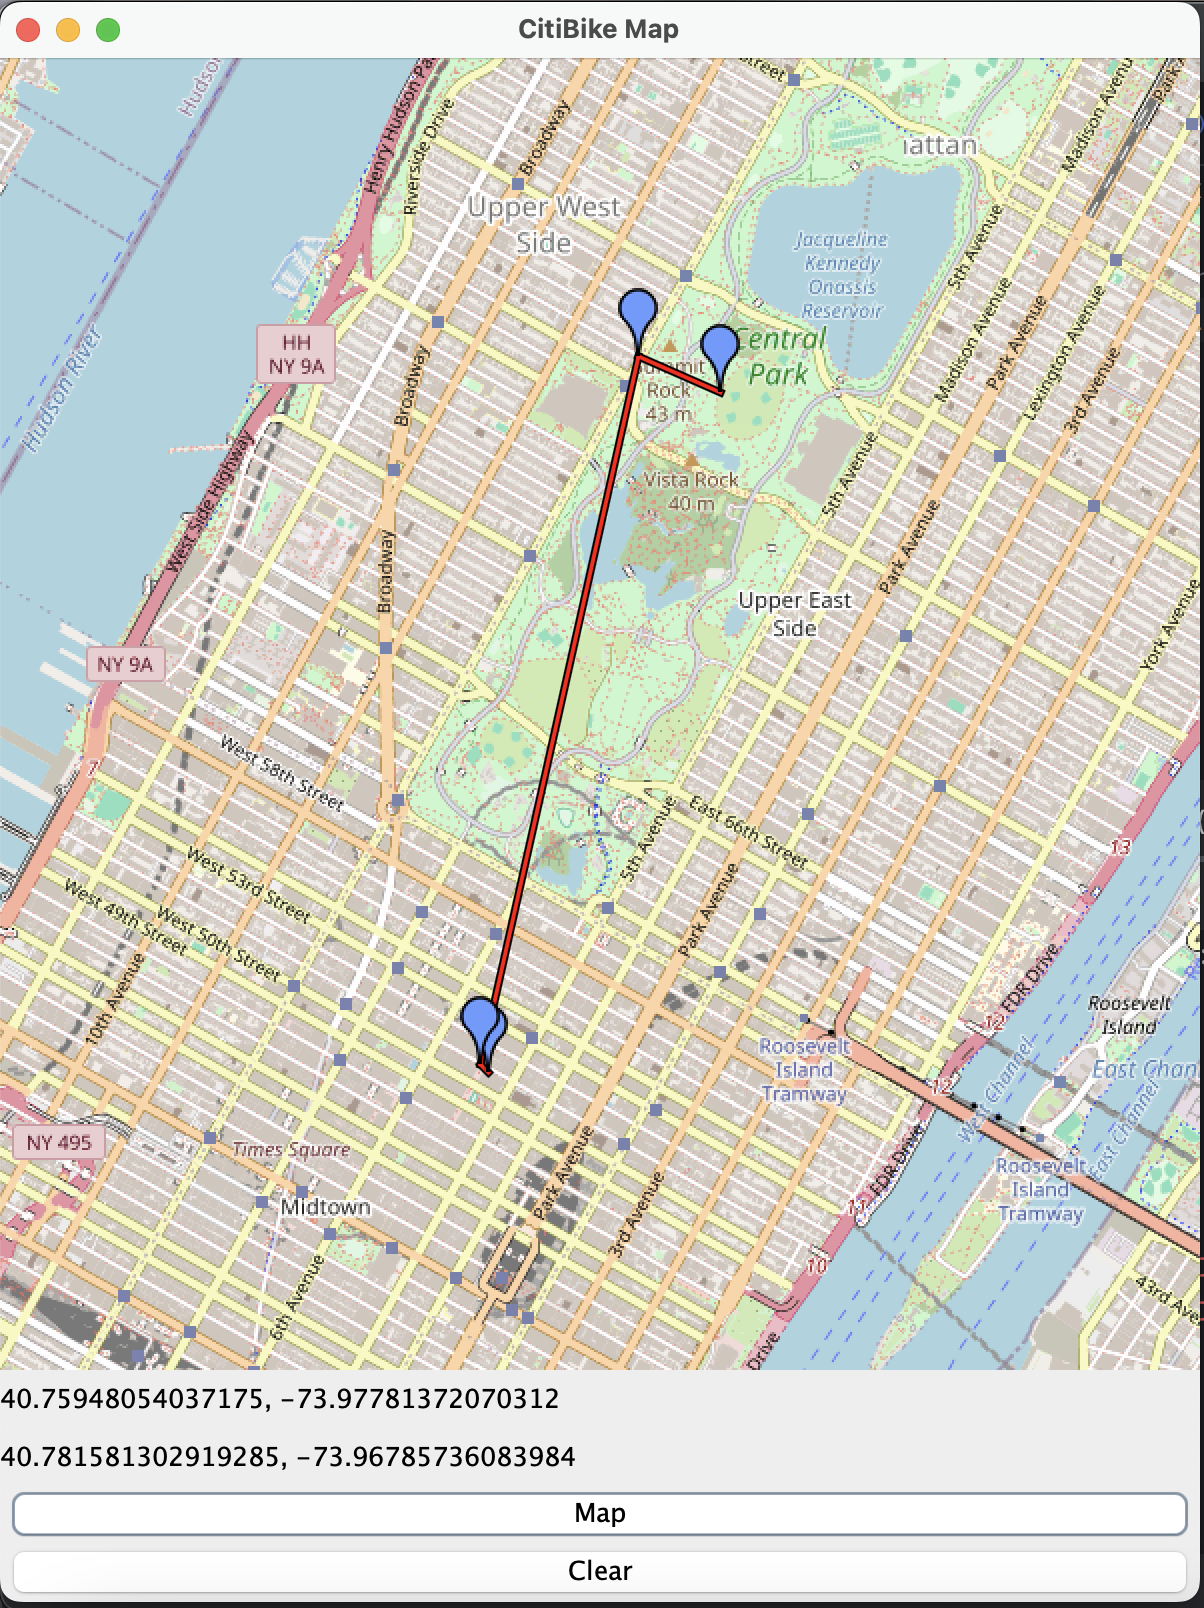 CitiBike Map
Hudson
Henry Hudson Pa
Riverside Drive
Broadway
Street
Madison Avenu
Park
iattan
Upper West
Side
Jacqueline
Kennedy
Onassis
Reservoir
5th Avenue
Madison Avenue
Park Avenue
Lexington Avenue
3rd Avenue
HH
NY 9A
Hudson River
Central
Park
Rock
43 m
Broadway
West Side Highway
Vista Rock
40 m
5th Avenue
Park Avenue
Broadway
Upper East
Side
York Avenue
NY 9A
7
West 58th Street
5th Avenue
East 66th Street
13
West 53rd Street
West 50th Street
West 49th Street
Park Avenue
10th Avenue
FDR Drive
12
Roosevelt
Island
Roosevelt
Island
Tramway
West Channel
East Chan
East Channel
12
NY 495
Times Square
Midtown
Park Avenue
3rd Avenue
FDR Drive
11
Roosevelt
Island
Tramway
10
6th Avenue
43rd Ave
Drive
40.75948054037175, -73.97781372070312
40.781581302919285, -73.96785736083984
Map
Clear